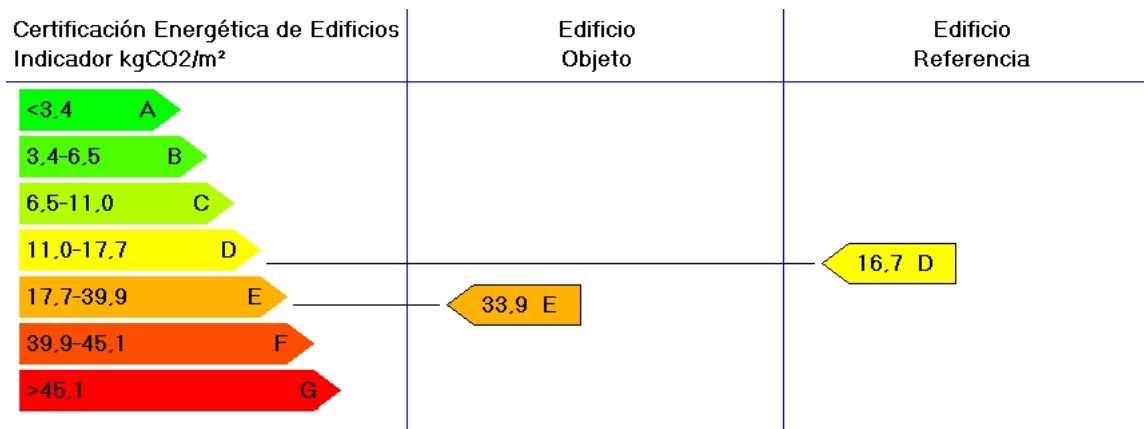 Certificación Energética de Edificios
Indicador kgCO2/m²
Edificio
Objeto
Edificio
Referencia
<3,4 A
3,4-6,5 B
6,5-11,0 C
11,0-17,7 D
16,7 D
17,7-39,9 E
33,9 E
39,9-45,1 F
>45,1 G